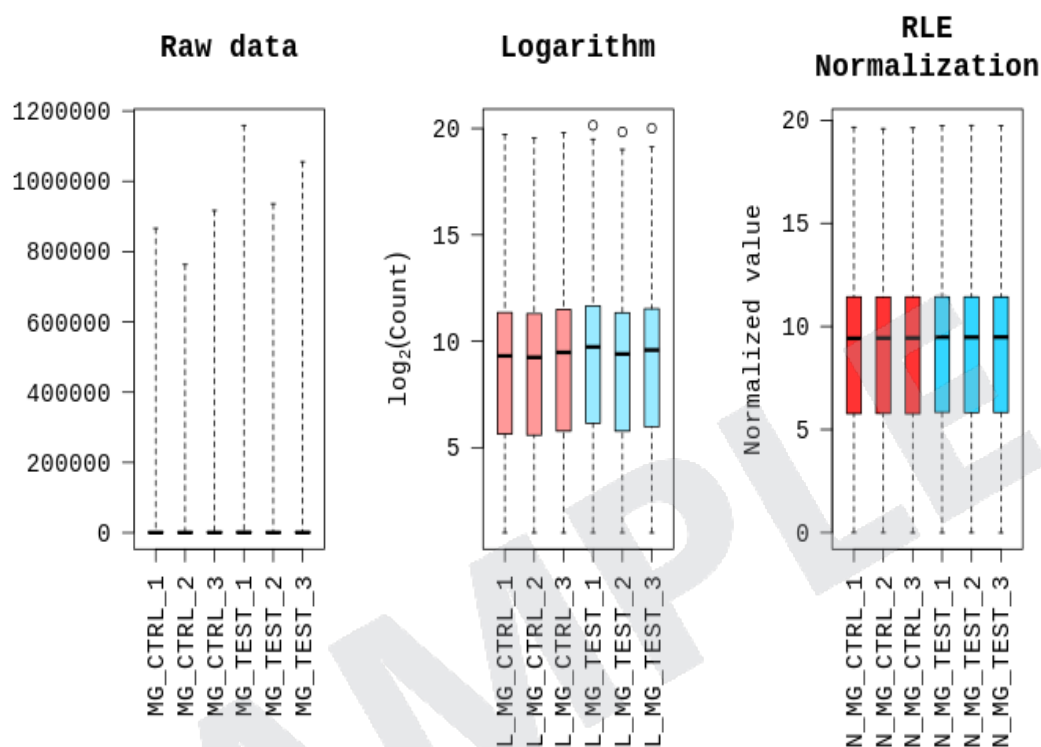 Raw data
1200000
1000000
800000
600000
400000
200000
0
MG_CTRL_1
MG_CTRL_2
MG_CTRL_3
MG_TEST_1
MG_TEST_2
MG_TEST_3
Logarithm
log₂(Count)
20
15
10
5
L_MG_CTRL_1
L_MG_CTRL_2
L_MG_CTRL_3
L_MG_TEST_1
L_MG_TEST_2
L_MG_TEST_3
RLE
Normalization
Normalized value
20
15
10
5
0
N_MG_CTRL_1
N_MG_CTRL_2
N_MG_CTRL_3
N_MG_TEST_1
N_MG_TEST_2
N_MG_TEST_3
AMPLE